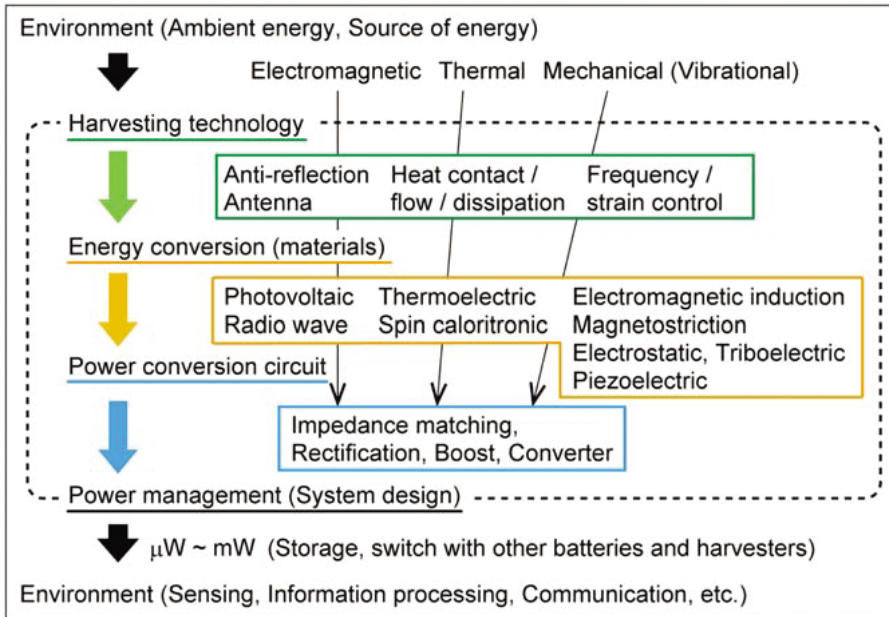 Environment (Ambient energy, Source of energy)
Electromagnetic Thermal Mechanical (Vibrational)
Harvesting technology
Anti-reflection Heat contact / Frequency /
Antenna flow / dissipation strain control
Energy conversion (materials)
Photovoltaic Thermoelectric Electromagnetic induction
Radio wave Spin caloritronic Magnetostriction
Electrostatic, Triboelectric
Power conversion circuit
Piezoelectric
Impedance matching,
Rectification, Boost, Converter
Power management (System design)
μW ~ mW (Storage, switch with other batteries and harvesters)
Environment (Sensing, Information processing, Communication, etc.)